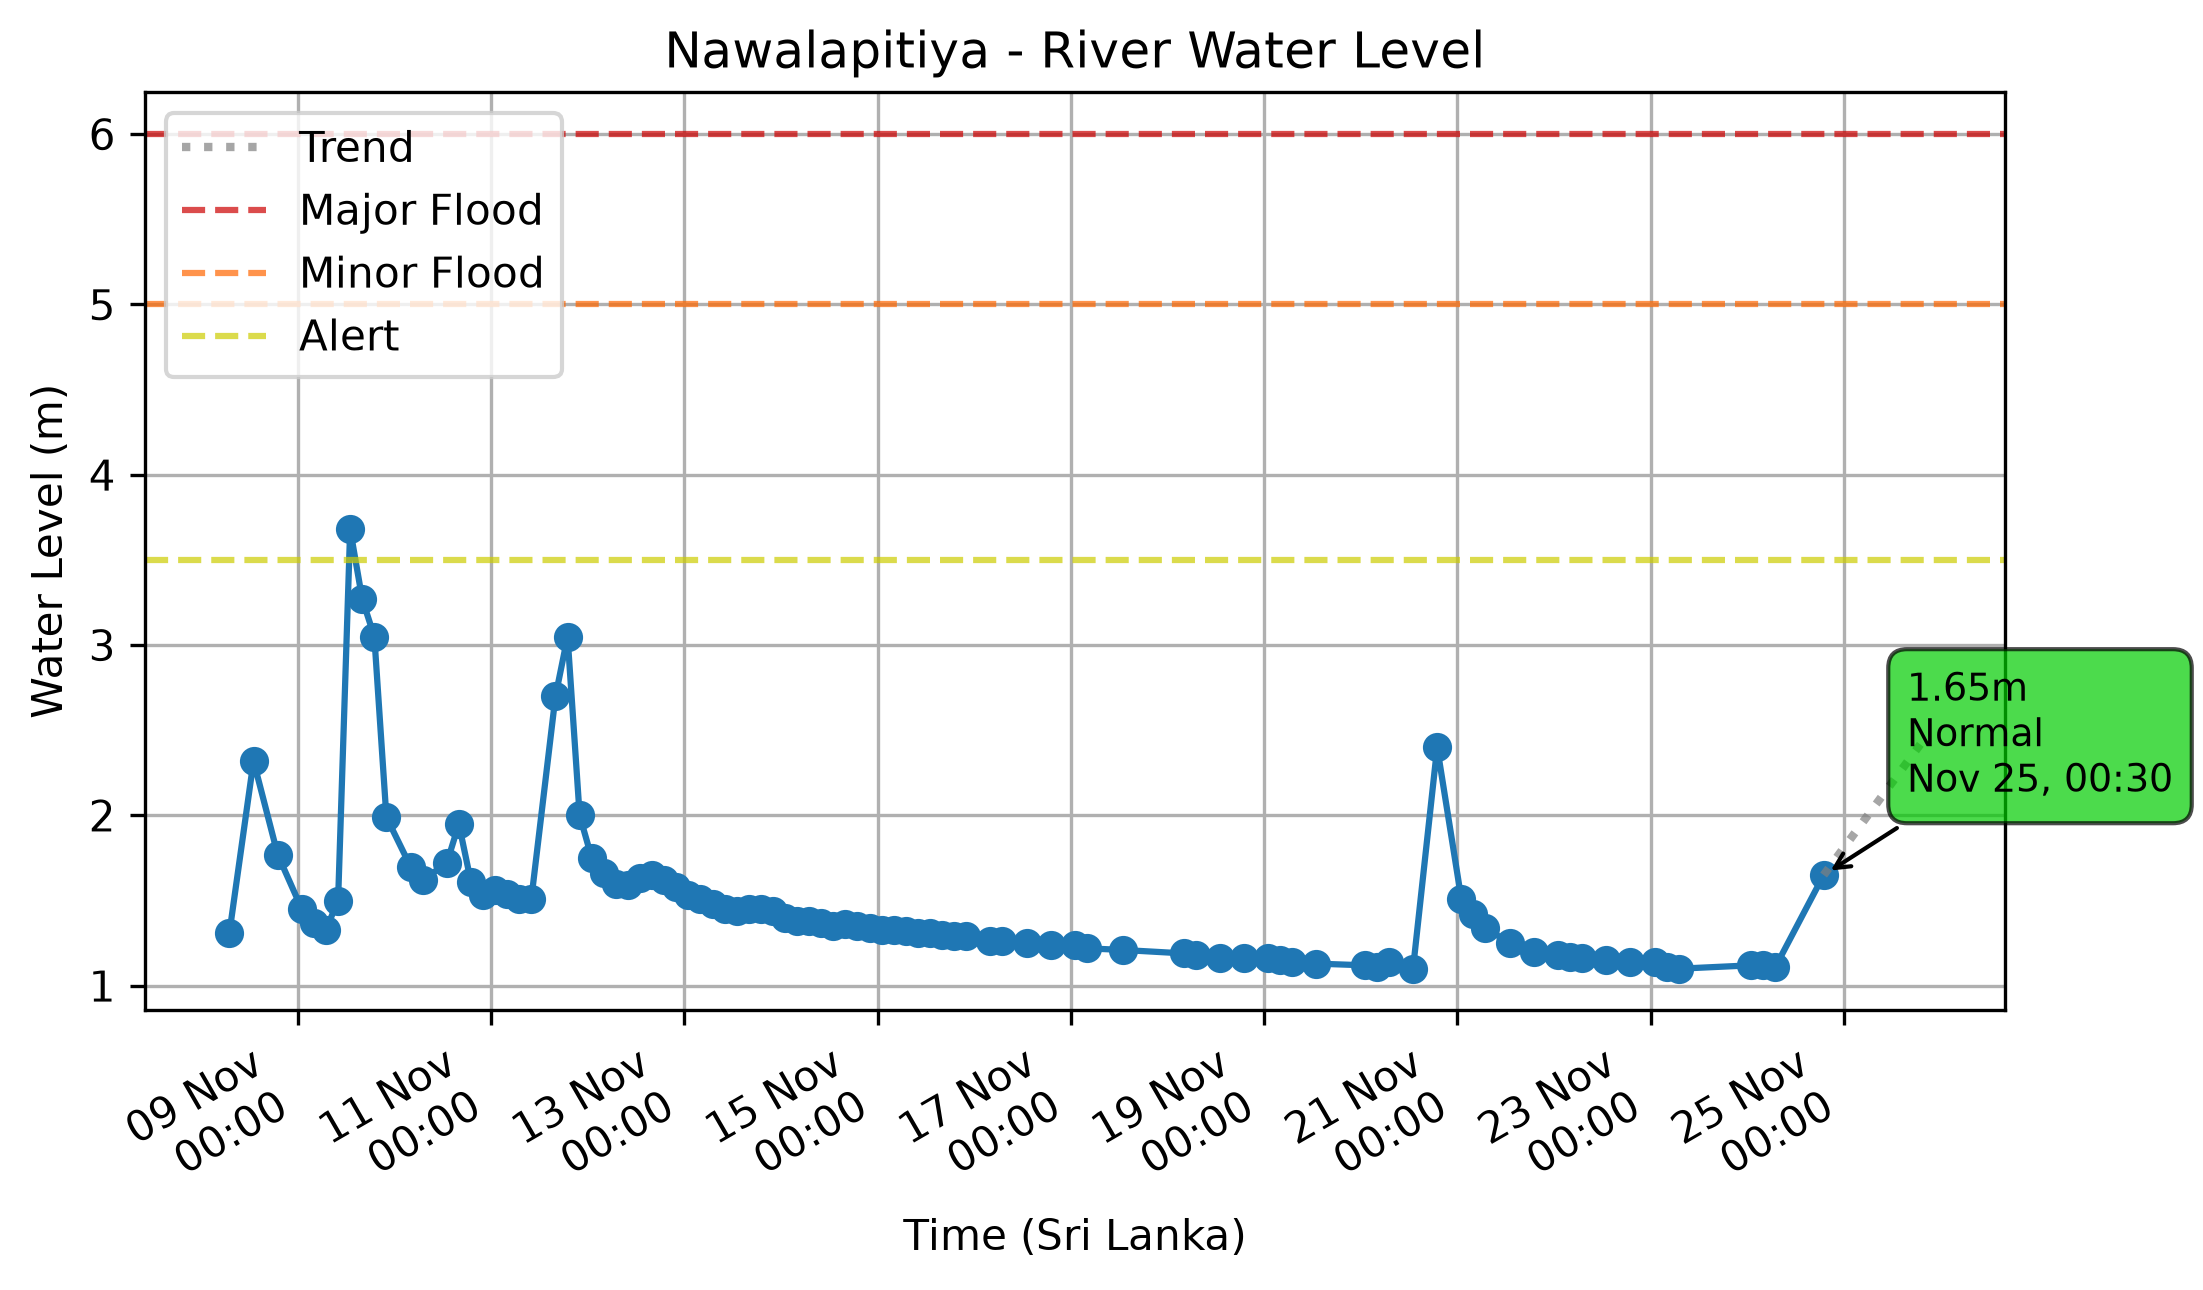 Nawalapitiya - River Water Level
Water Level (m)
6
5
4
3
2
1
Trend
Major Flood
Minor Flood
Alert
1.65m
Normal
Nov 25, 00:30
09 Nov
00:00
11 Nov
00:00
13 Nov
00:00
15 Nov
00:00
17 Nov
00:00
19 Nov
00:00
21 Nov
00:00
23 Nov
00:00
25 Nov
00:00
Time (Sri Lanka)